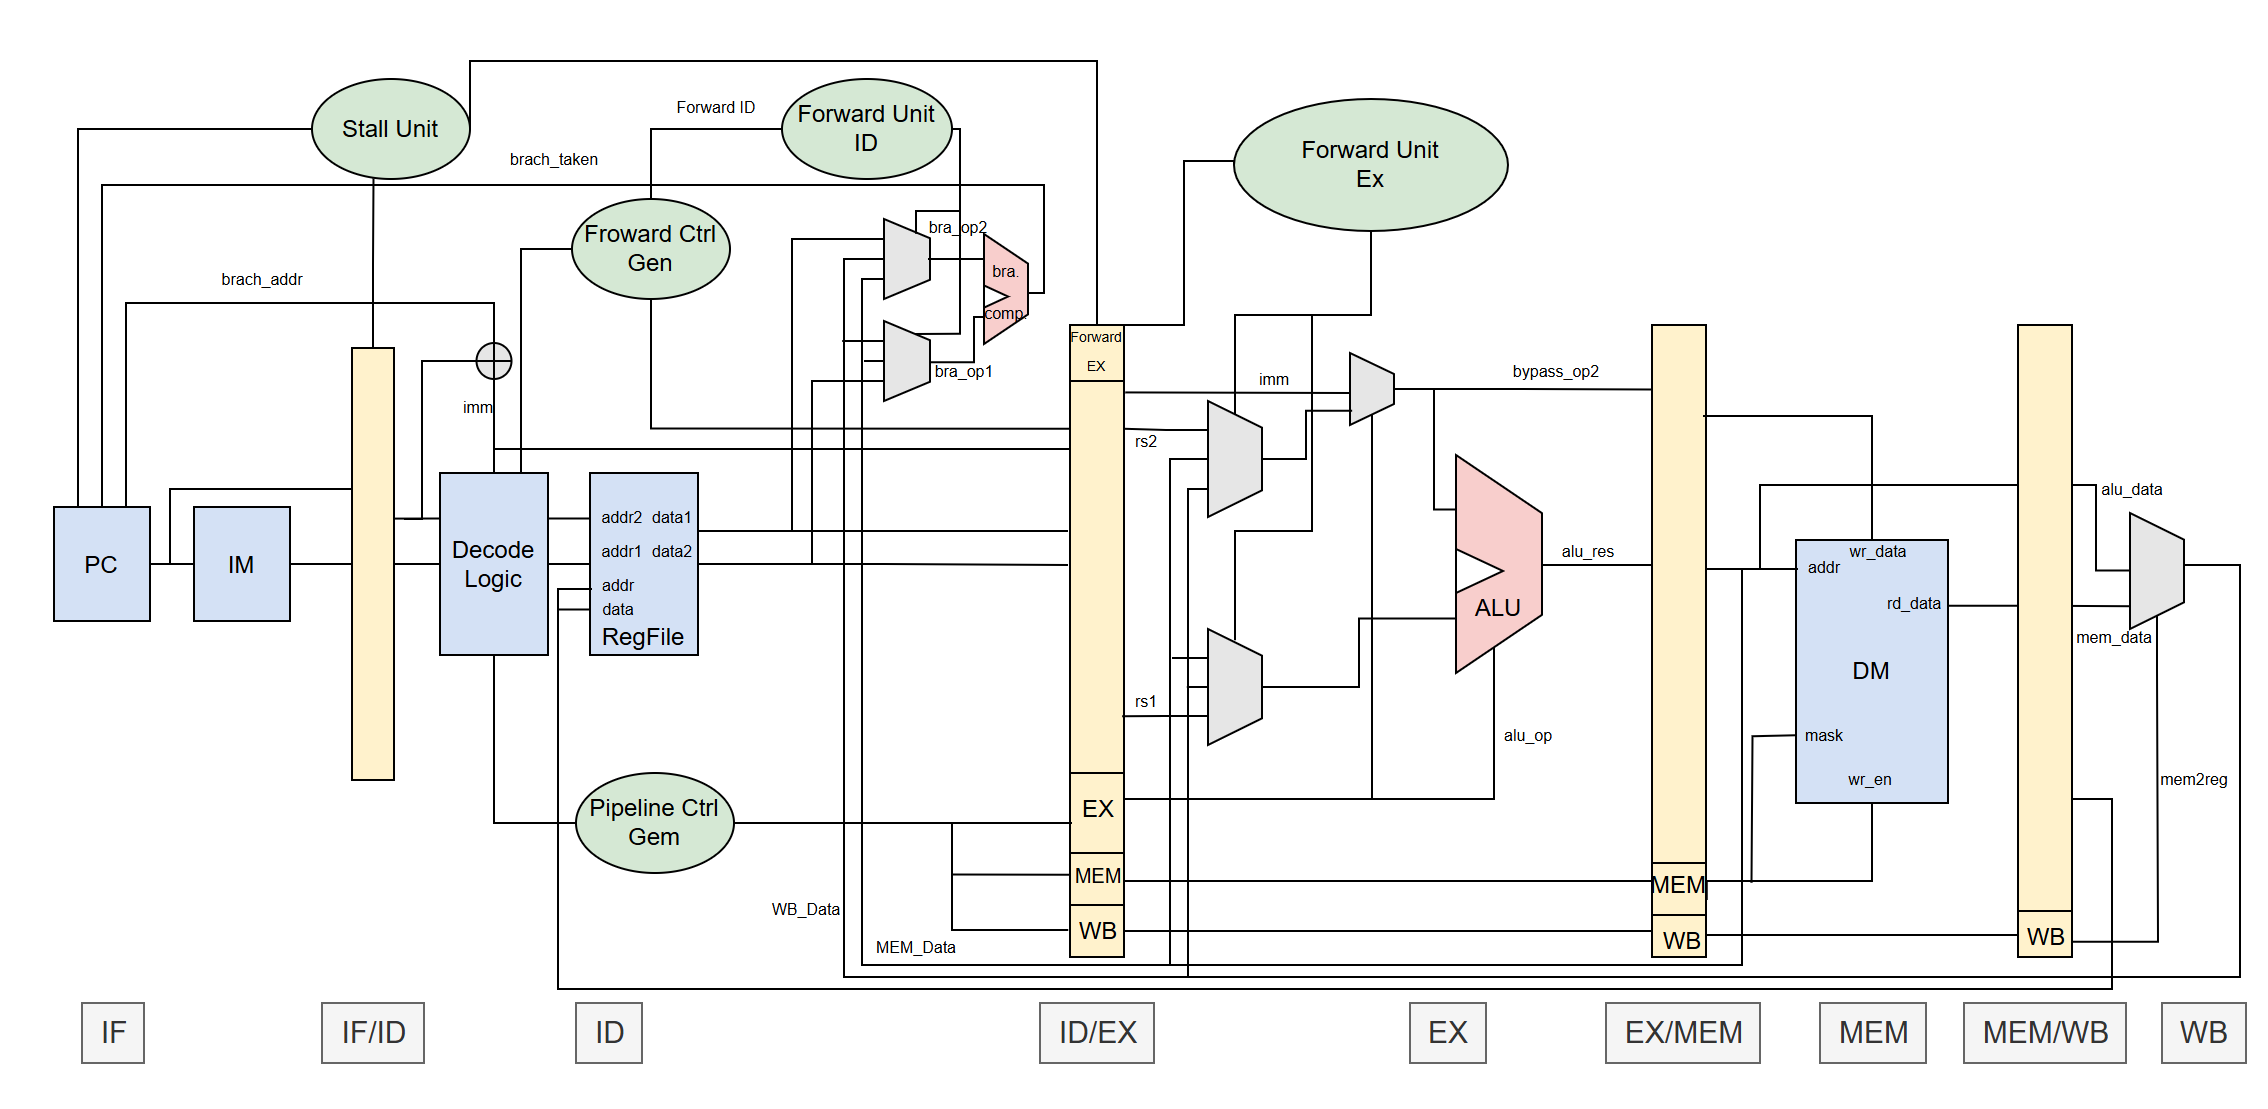 Stall Unit
Forward ID
Forward Unit
ID
brach_taken
Forward Unit
Ex
Froward Ctrl
Gen
bra_op2
bra.
comp.
brach_addr
bra_op1
imm
Forward
EX
imm
bypass_op2
rs2
PC
IM
Decode
Logic
addr2 data1
addr1 data2
addr
data
RegFile
rs1
ALU
alu_res
alu_op
alu_data
wr_data
addr
rd_data
DM
mask
wr_en
mem_data
mem2reg
Pipeline Ctrl
Gem
EX
MEM
WB
MEM
WB
WB
WB_Data
MEM_Data
IF
IF/ID
ID
ID/EX
EX
EX/MEM
MEM
MEM/WB
WB